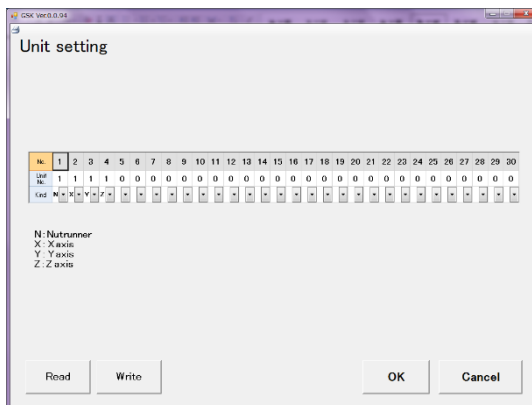 GSK Ver.0.0.94
Unit setting
No. 1 2 3 4 5 6 7 8 9 10 11 12 13 14 15 16 17 18 19 20 21 22 23 24 25 26 27 28 29 30
Unit No. 1 1 1 1 0 0 0 0 0 0 0 0 0 0 0 0 0 0 0 0 0 0 0 0 0 0 0 0 0 0
Kind N X Y Z
N : Nutrunner
X : X axis
Y : Y axis
Z : Z axis
Read Write OK Cancel